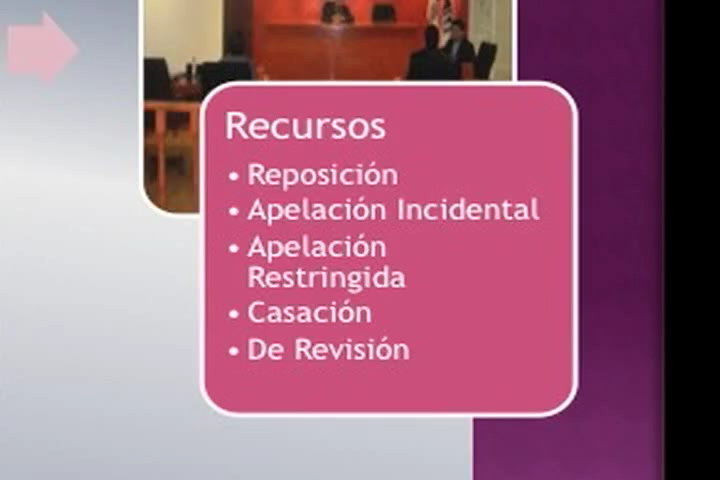 Recursos
• Reposición
• Apelación Incidental
• Apelación
Restringida
• Casación
• De Revisión